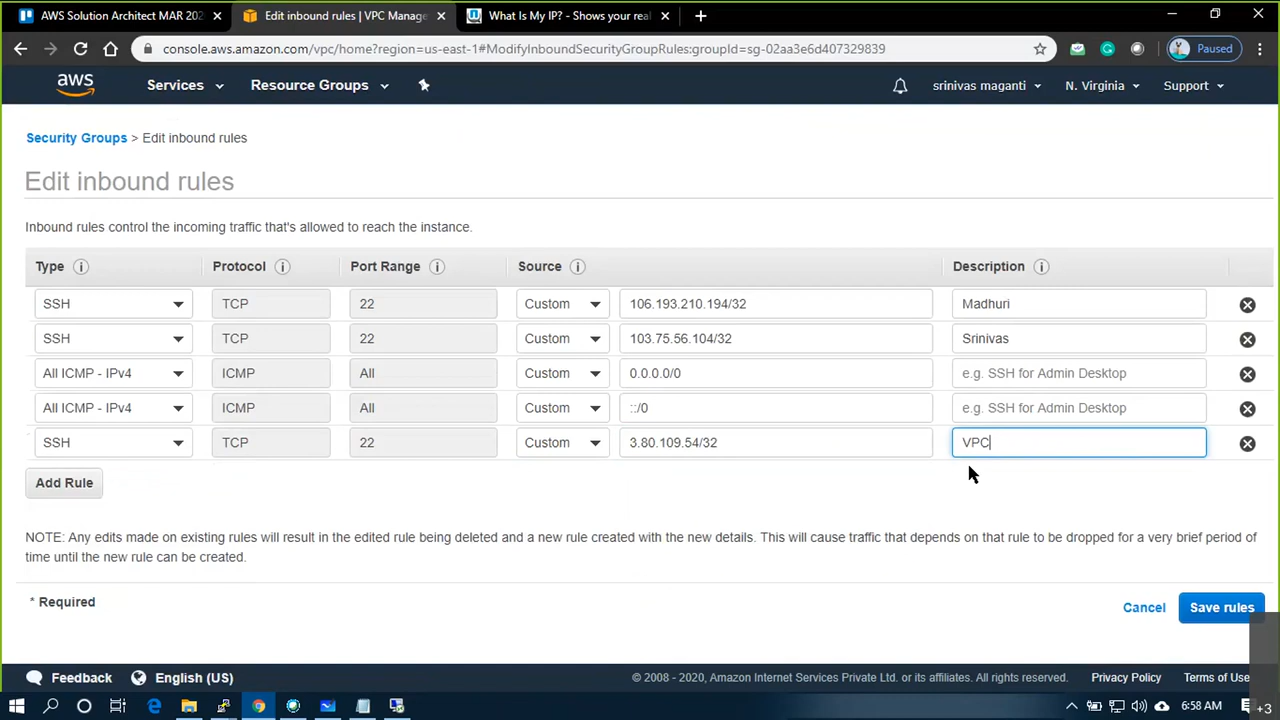 AWS Solution Architect MAR 202
Edit inbound rules | VPC Manage
What Is My IP? - Shows your real
console.aws.amazon.com/vpc/home?region=us-east-1#ModifyInboundSecurityGroupRules:groupId=sg-02aa3e6d407329839
Paused
aws
Services
Resource Groups
srinivas maganti
N. Virginia
Support
Security Groups > Edit inbound rules
Edit inbound rules
Inbound rules control the incoming traffic that's allowed to reach the instance.
Type i Protocol i Port Range i Source i Description i
SSH TCP 22 Custom 106.193.210.194/32 Madhuri
SSH TCP 22 Custom 103.75.56.104/32 Srinivas
All ICMP - IPv4 ICMP All Custom 0.0.0.0/0 e.g. SSH for Admin Desktop
All ICMP - IPv4 ICMP All Custom ::/0 e.g. SSH for Admin Desktop
SSH TCP 22 Custom 3.80.109.54/32 VPC
Add Rule
NOTE: Any edits made on existing rules will result in the edited rule being deleted and a new rule created with the new details. This will cause traffic that depends on that rule to be dropped for a very brief period of
time until the new rule can be created.
* Required
Cancel
Save rules
Feedback
English (US)
© 2008 - 2020, Amazon Internet Services Private Ltd. or its affiliates. All rights reserved.
Privacy Policy
Terms of Use
6:58 AM
+3